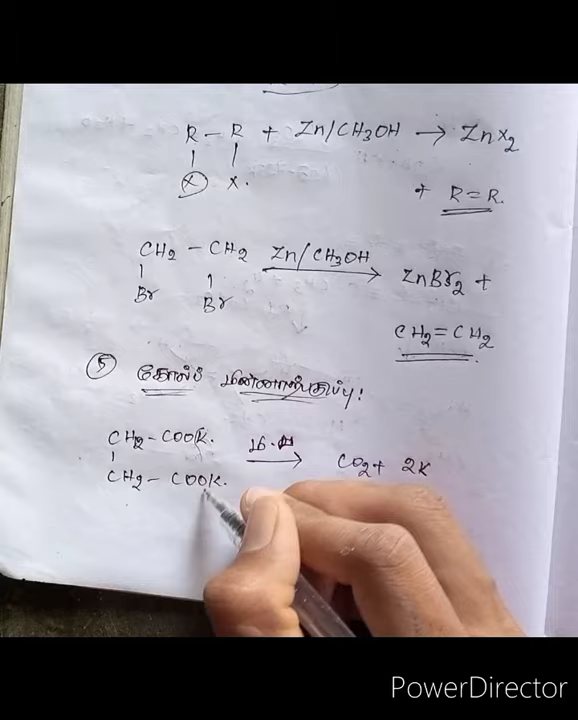 R - R + Zn/CH3OH → ZnX2
X X.
+ R = R.
CH2 - CH2 Zn/CH3OH → ZnBr2 +
Br Br
CH2 = CH2
⑤ கோல்ப் மின்னாற்பகுப்பு!
CH2 - COOK. → CO2 + 2K
CH2 - COOK.
PowerDirector